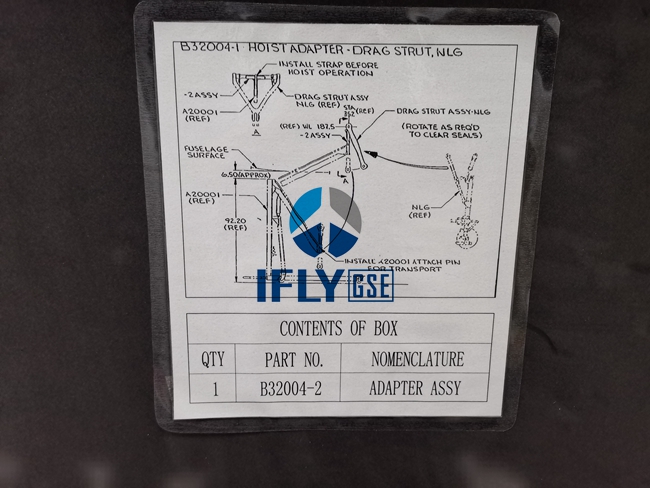 B32004-1 HOIST ADAPTER - DRAG STRUT, NLG
INSTALL STRAP BEFORE
HOIST OPERATION
-2 ASSY
DRAG STRUT ASSY
NLG (REF)
A20001
(REF)
A
STA
352 (REF)
DRAG STRUT ASSY-NLG
(REF) WL 187.5
-2 ASSY
(ROTATE AS REQ'D
TO CLEAR SEALS)
FUSELAGE
SURFACE
6.50 (APPROX)
A
A20001
(REF)
NLG
(REF)
92.20
(REF)
INSTALL A20001 ATTACH PIN
FOR TRANSPORT
IFLY GSE
CONTENTS OF BOX
QTY PART NO. NOMENCLATURE
1 B32004-2 ADAPTER ASSY